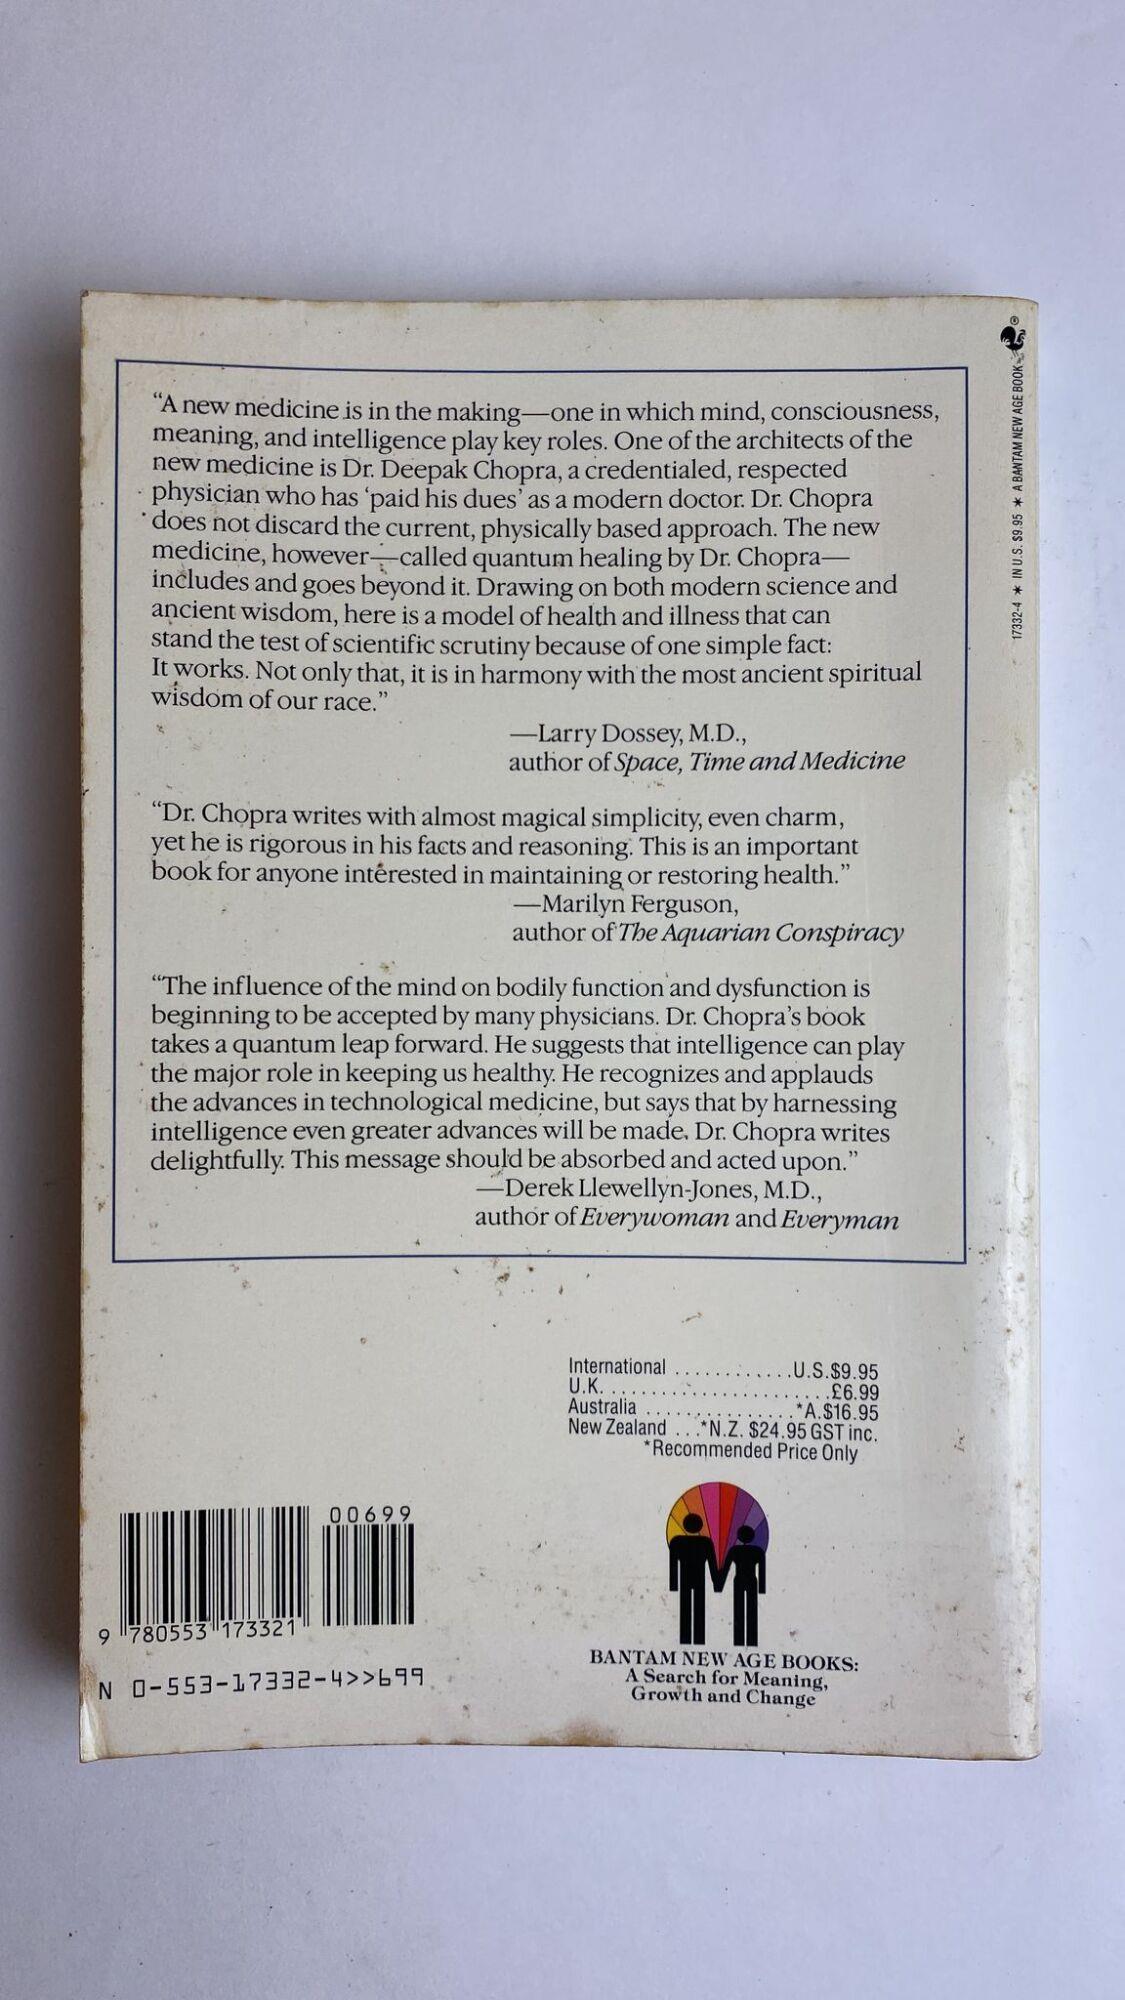 “A new medicine is in the making—one in which mind, consciousness,
meaning, and intelligence play key roles. One of the architects of the
new medicine is Dr. Deepak Chopra, a credentialed, respected
physician who has ‘paid his dues’ as a modern doctor. Dr. Chopra
does not discard the current, physically based approach. The new
medicine, however—called quantum healing by Dr. Chopra—
includes and goes beyond it. Drawing on both modern science and
ancient wisdom, here is a model of health and illness that can
stand the test of scientific scrutiny because of one simple fact:
It works. Not only that, it is in harmony with the most ancient spiritual
wisdom of our race.”
—Larry Dossey, M.D.,
author of Space, Time and Medicine
“Dr. Chopra writes with almost magical simplicity, even charm,
yet he is rigorous in his facts and reasoning. This is an important
book for anyone interested in maintaining or restoring health.”
—Marilyn Ferguson,
author of The Aquarian Conspiracy
“The influence of the mind on bodily function and dysfunction is
beginning to be accepted by many physicians. Dr. Chopra’s book
takes a quantum leap forward. He suggests that intelligence can play
the major role in keeping us healthy. He recognizes and applauds
the advances in technological medicine, but says that by harnessing
intelligence even greater advances will be made. Dr. Chopra writes
delightfully. This message should be absorbed and acted upon.”
—Derek Llewellyn-Jones, M.D.,
author of Everywoman and Everyman
17332-4 * IN U.S. $9.95 * A BANTAM NEW AGE BOOK ®
International ............U.S.$9.95
U.K. .......................£6.99
Australia ...............*A.$16.95
New Zealand ...*N.Z. $24.95 GST inc.
*Recommended Price Only
00699
9 780553 173321
N 0-553-17332-4>>699
BANTAM NEW AGE BOOKS:
A Search for Meaning,
Growth and Change